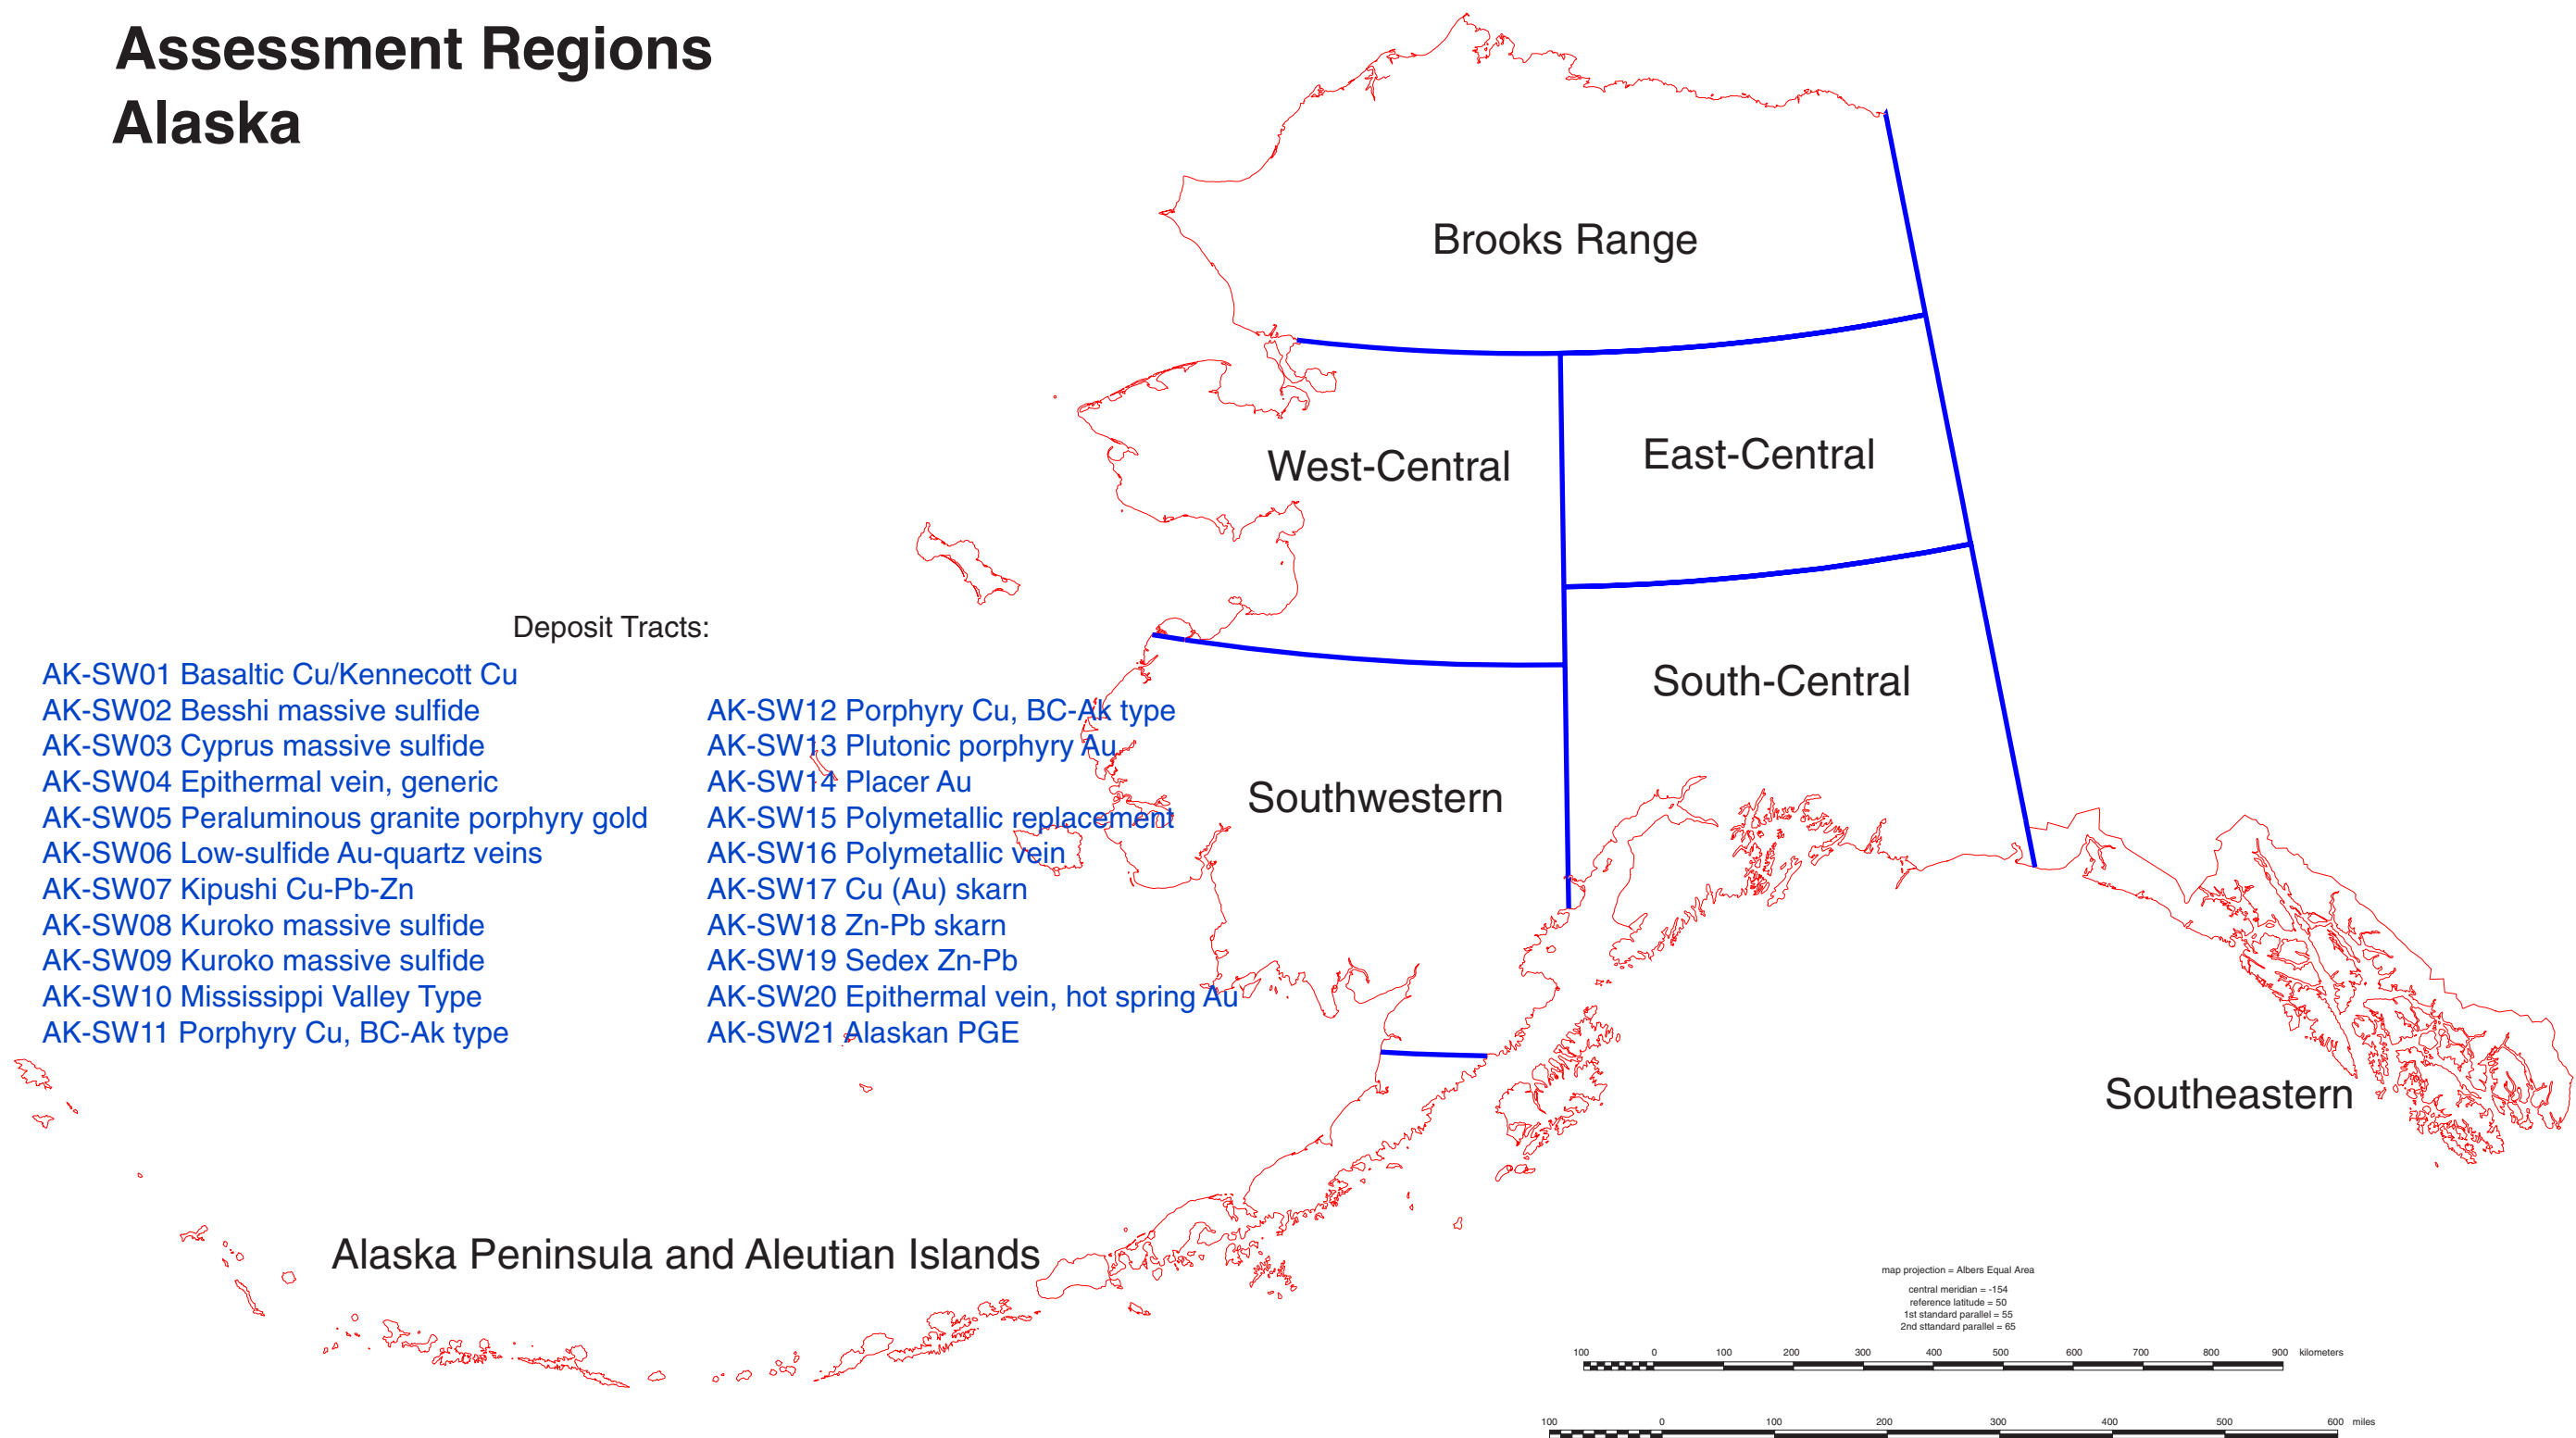 Assessment Regions
Alaska
Brooks Range
West-Central
East-Central
South-Central
Southwestern
Southeastern
Alaska Peninsula and Aleutian Islands
Deposit Tracts:
AK-SW01 Basaltic Cu/Kennecott Cu
AK-SW02 Besshi massive sulfide
AK-SW03 Cyprus massive sulfide
AK-SW04 Epithermal vein, generic
AK-SW05 Peraluminous granite porphyry gold
AK-SW06 Low-sulfide Au-quartz veins
AK-SW07 Kipushi Cu-Pb-Zn
AK-SW08 Kuroko massive sulfide
AK-SW09 Kuroko massive sulfide
AK-SW10 Mississippi Valley Type
AK-SW11 Porphyry Cu, BC-Ak type
AK-SW12 Porphyry Cu, BC-Ak type
AK-SW13 Plutonic porphyry Au
AK-SW14 Placer Au
AK-SW15 Polymetallic replacement
AK-SW16 Polymetallic vein
AK-SW17 Cu (Au) skarn
AK-SW18 Zn-Pb skarn
AK-SW19 Sedex Zn-Pb
AK-SW20 Epithermal vein, hot spring Au
AK-SW21 Alaskan PGE
map projection = Albers Equal Area
central meridian = -154
reference latitude = 50
1st standard parallel = 55
2nd sttandard parallel = 65
100 0 100 200 300 400 500 600 700 800 900 kilometers
100 0 100 200 300 400 500 600 miles